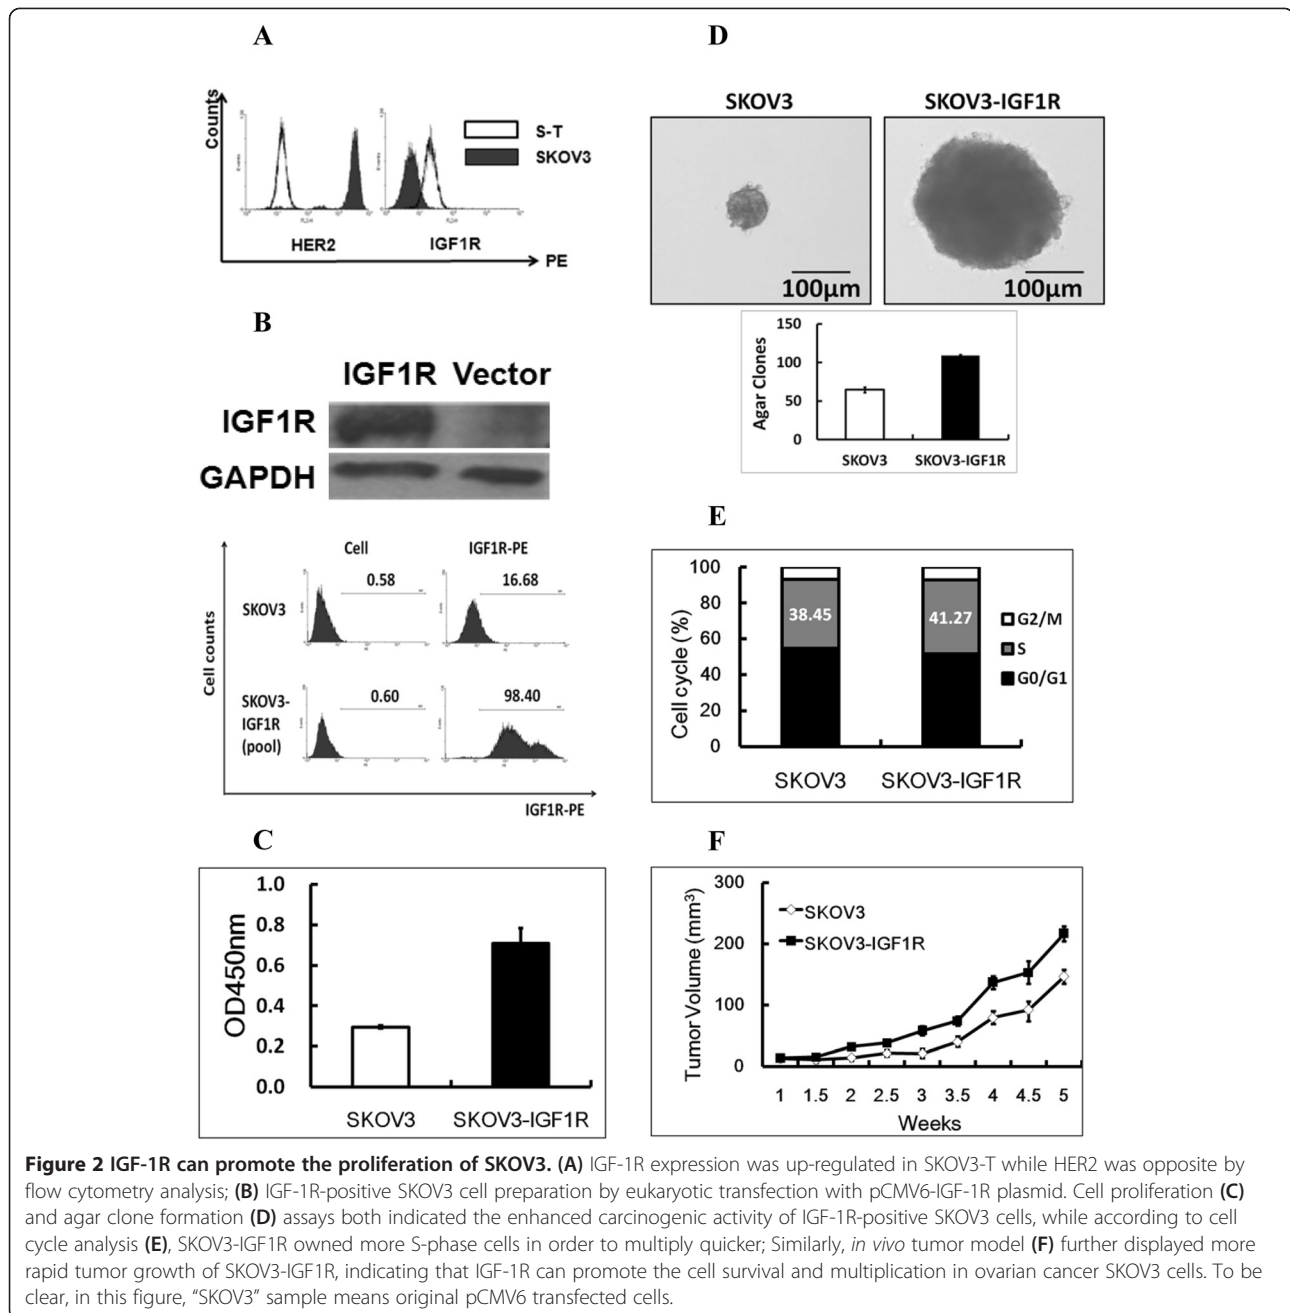 A
Counts
S-T
SKOV3
HER2
IGF1R
PE
B
IGF1R Vector
IGF1R
GAPDH
Cell
IGF1R-PE
SKOV3
0.58
16.68
SKOV3-
IGF1R
(pool)
0.60
98.40
Cell counts
IGF1R-PE
C
OD450nm
1.0
0.8
0.6
0.4
0.2
0.0
SKOV3
SKOV3-IGF1R
D
SKOV3
SKOV3-IGF1R
100µm
100µm
Agar Clones
150
100
50
0
SKOV3
SKOV3-IGF1R
E
Cell cycle (%)
100
80
60
40
20
0
38.45
41.27
G2/M
S
G0/G1
SKOV3
SKOV3-IGF1R
F
Tumor Volume (mm³)
300
200
100
0
SKOV3
SKOV3-IGF1R
1 1.5 2 2.5 3 3.5 4 4.5 5
Weeks
Figure 2 IGF-1R can promote the proliferation of SKOV3. (A) IGF-1R expression was up-regulated in SKOV3-T while HER2 was opposite by
flow cytometry analysis; (B) IGF-1R-positive SKOV3 cell preparation by eukaryotic transfection with pCMV6-IGF-1R plasmid. Cell proliferation (C)
and agar clone formation (D) assays both indicated the enhanced carcinogenic activity of IGF-1R-positive SKOV3 cells, while according to cell
cycle analysis (E), SKOV3-IGF1R owned more S-phase cells in order to multiply quicker; Similarly, in vivo tumor model (F) further displayed more
rapid tumor growth of SKOV3-IGF1R, indicating that IGF-1R can promote the cell survival and multiplication in ovarian cancer SKOV3 cells. To be
clear, in this figure, “SKOV3” sample means original pCMV6 transfected cells.